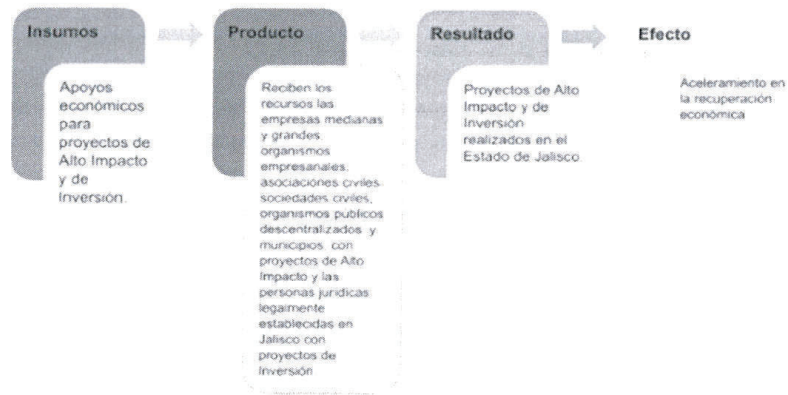 Insumos
Apoyos
económicos
para
proyectos de
Alto Impacto
y de
Inversión.
Producto
Reciben los
recursos las
empresas medianas
y grandes,
organismos
empresariales,
asociaciones civiles
sociedades civiles,
organismos públicos
descentralizados y
municipios con
proyectos de Alto
Impacto y las
personas jurídicas
legalmente
establecidas en
Jalisco con
proyectos de
Inversión
Resultado
Proyectos de Alto
Impacto y de
Inversión
realizados en el
Estado de Jalisco
Efecto
Aceleramiento en
la recuperación
económica